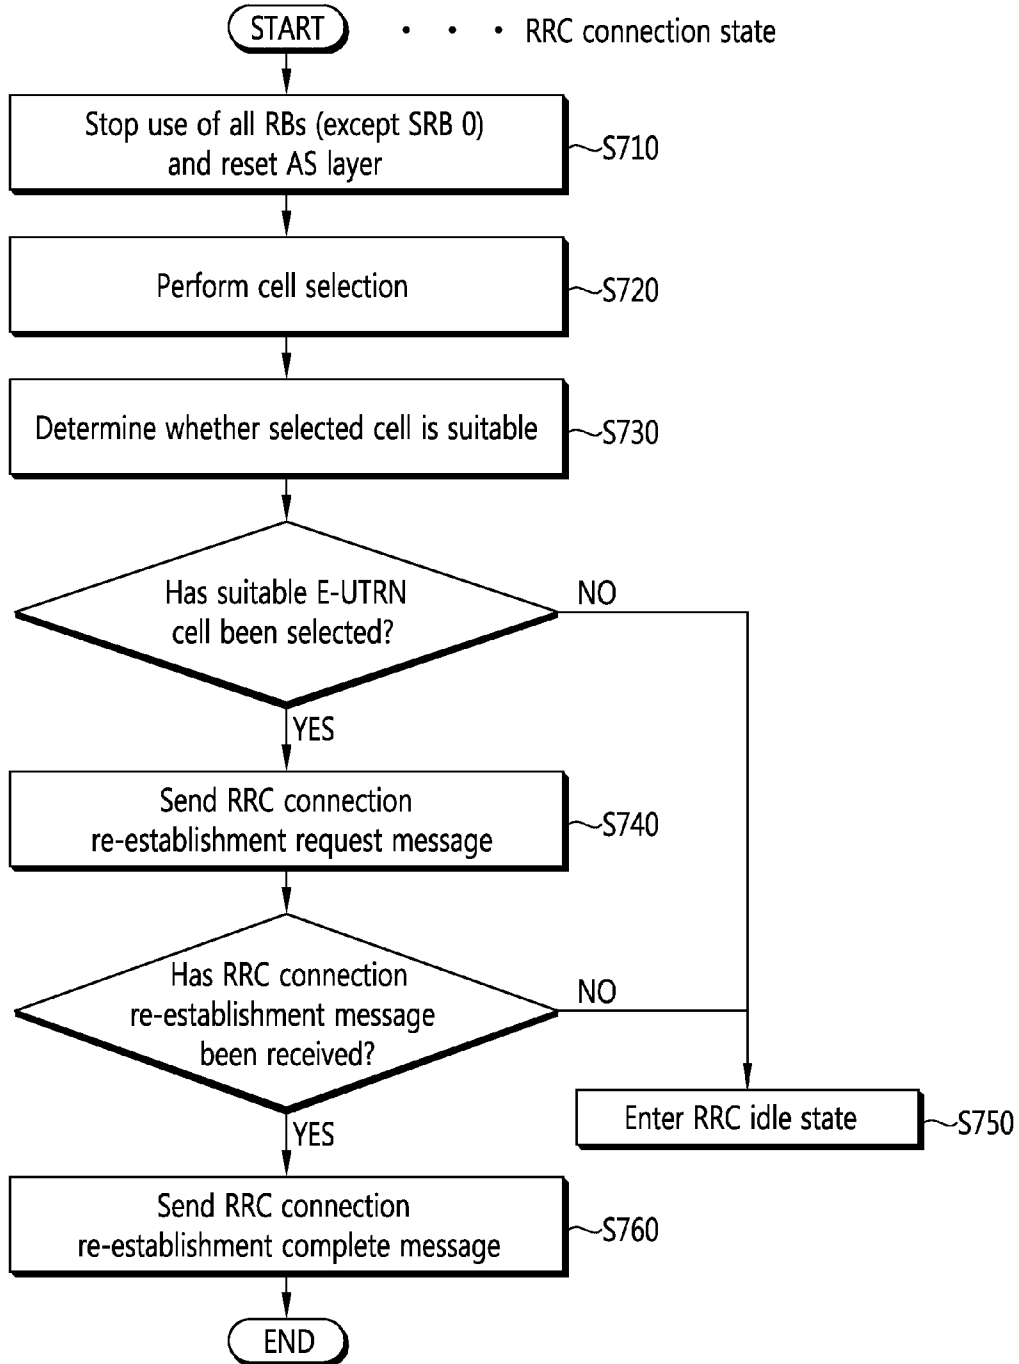 START
• • • RRC connection state
Stop use of all RBs (except SRB 0)
and reset AS layer
S710
Perform cell selection
S720
Determine whether selected cell is suitable
S730
Has suitable E-UTRN
cell been selected?
NO
YES
Send RRC connection
re-establishment request message
S740
Has RRC connection
re-establishment message
been received?
NO
YES
Enter RRC idle state
S750
Send RRC connection
re-establishment complete message
S760
END